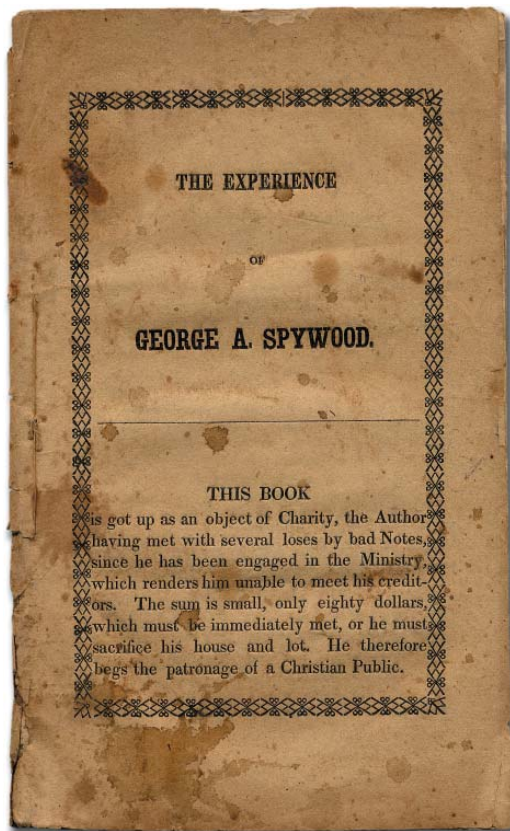 THE EXPERIENCE
OF
GEORGE A. SPYWOOD.
THIS BOOK
is got up as an object of Charity, the Author
having met with several loses by bad Notes,
since he has been engaged in the Ministry
which renders him unable to meet his credit-
ors. The sum is small, only eighty dollars,
which must be immediately met, or he must
sacrifice his house and lot. He therefore
begs the patronage of a Christian Public.